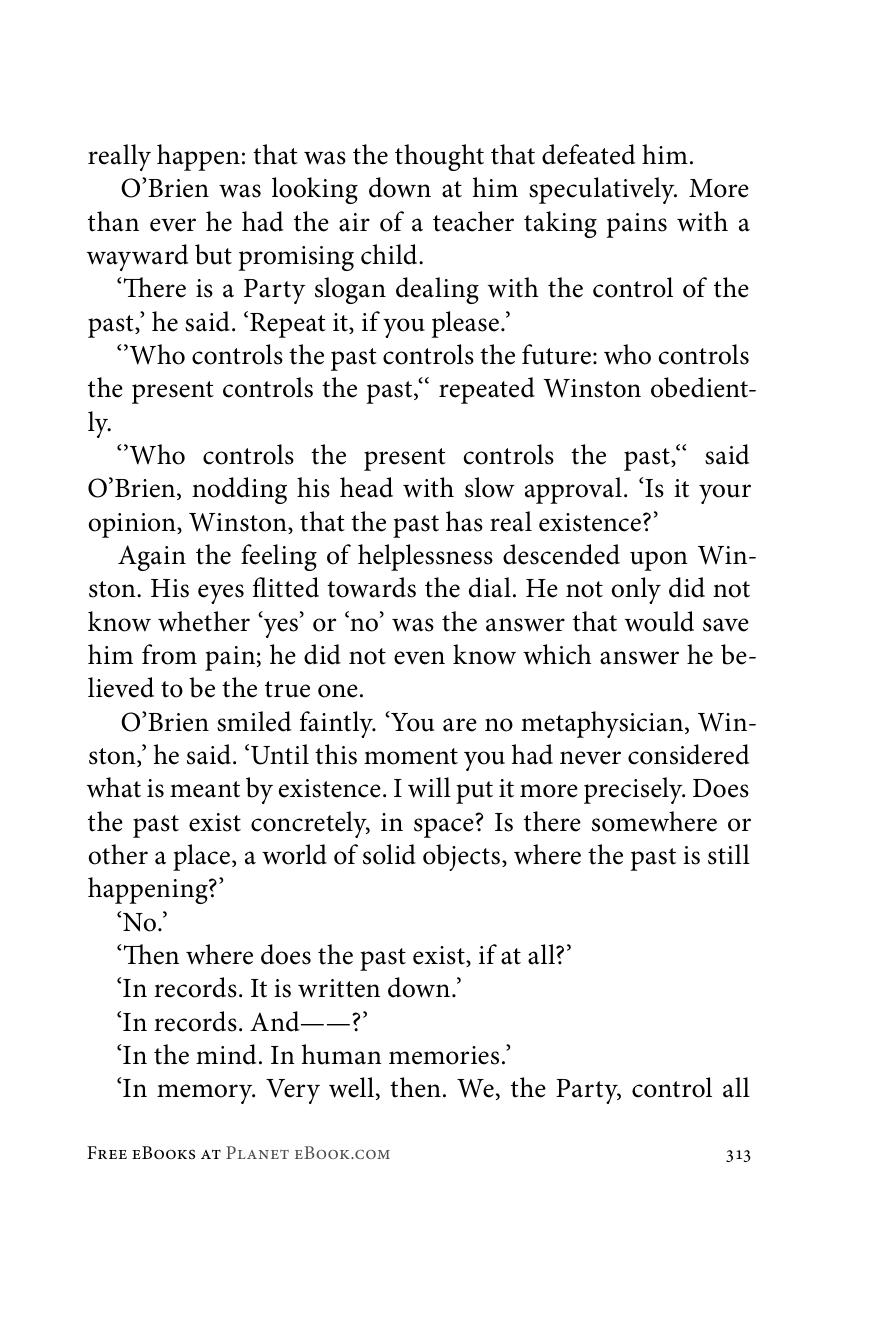 really happen: that was the thought that defeated him.
O’Brien was looking down at him speculatively. More
than ever he had the air of a teacher taking pains with a
wayward but promising child.
‘There is a Party slogan dealing with the control of the
past,’ he said. ‘Repeat it, if you please.’
‘’Who controls the past controls the future: who controls
the present controls the past,“ repeated Winston obedient-
ly.
‘’Who controls the present controls the past,“ said
O’Brien, nodding his head with slow approval. ‘Is it your
opinion, Winston, that the past has real existence?’
Again the feeling of helplessness descended upon Win-
ston. His eyes flitted towards the dial. He not only did not
know whether ‘yes’ or ‘no’ was the answer that would save
him from pain; he did not even know which answer he be-
lieved to be the true one.
O’Brien smiled faintly. ‘You are no metaphysician, Win-
ston,’ he said. ‘Until this moment you had never considered
what is meant by existence. I will put it more precisely. Does
the past exist concretely, in space? Is there somewhere or
other a place, a world of solid objects, where the past is still
happening?’
‘No.’
‘Then where does the past exist, if at all?’
‘In records. It is written down.’
‘In records. And——?’
‘In the mind. In human memories.’
‘In memory. Very well, then. We, the Party, control all
Free eBooks at Planet eBook.com 313